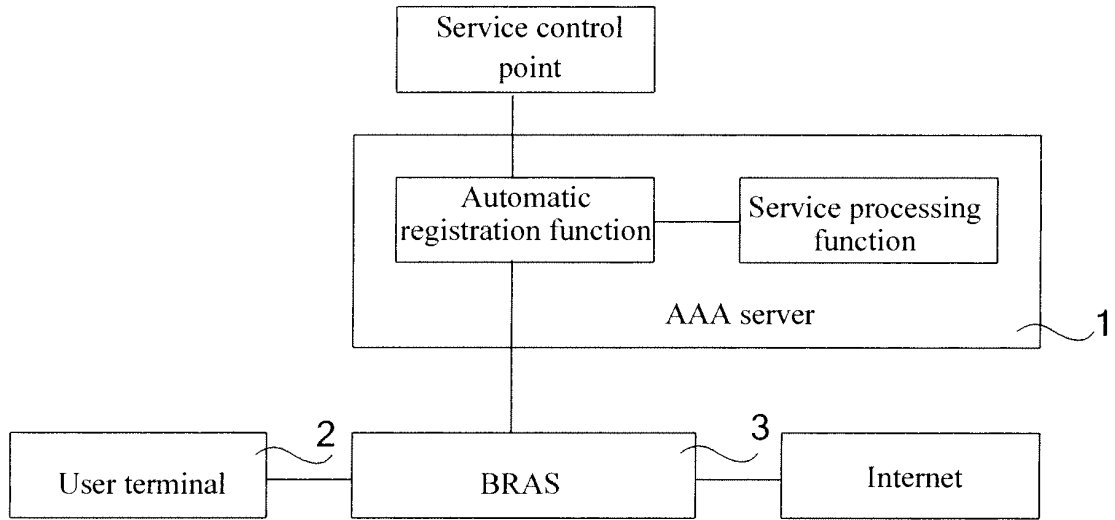 Service control
point
Automatic
registration function
Service processing
function
AAA server
1
2
3
User terminal
BRAS
Internet